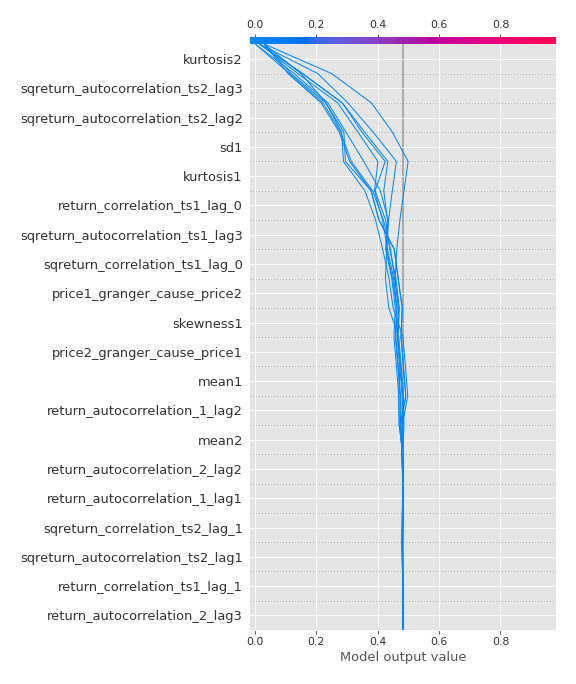 0.0 0.2 0.4 0.6 0.8
kurtosis2
sqreturn_autocorrelation_ts2_lag3
sqreturn_autocorrelation_ts2_lag2
sd1
kurtosis1
return_correlation_ts1_lag_0
sqreturn_autocorrelation_ts1_lag3
sqreturn_correlation_ts1_lag_0
price1_granger_cause_price2
skewness1
price2_granger_cause_price1
mean1
return_autocorrelation_1_lag2
mean2
return_autocorrelation_2_lag2
return_autocorrelation_1_lag1
sqreturn_correlation_ts2_lag_1
sqreturn_autocorrelation_ts2_lag1
return_correlation_ts1_lag_1
return_autocorrelation_2_lag3
0.0 0.2 0.4 0.6 0.8
Model output value